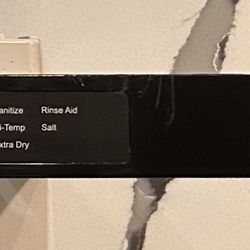 anitize Rinse Aid
i-Temp Salt
xtra Dry